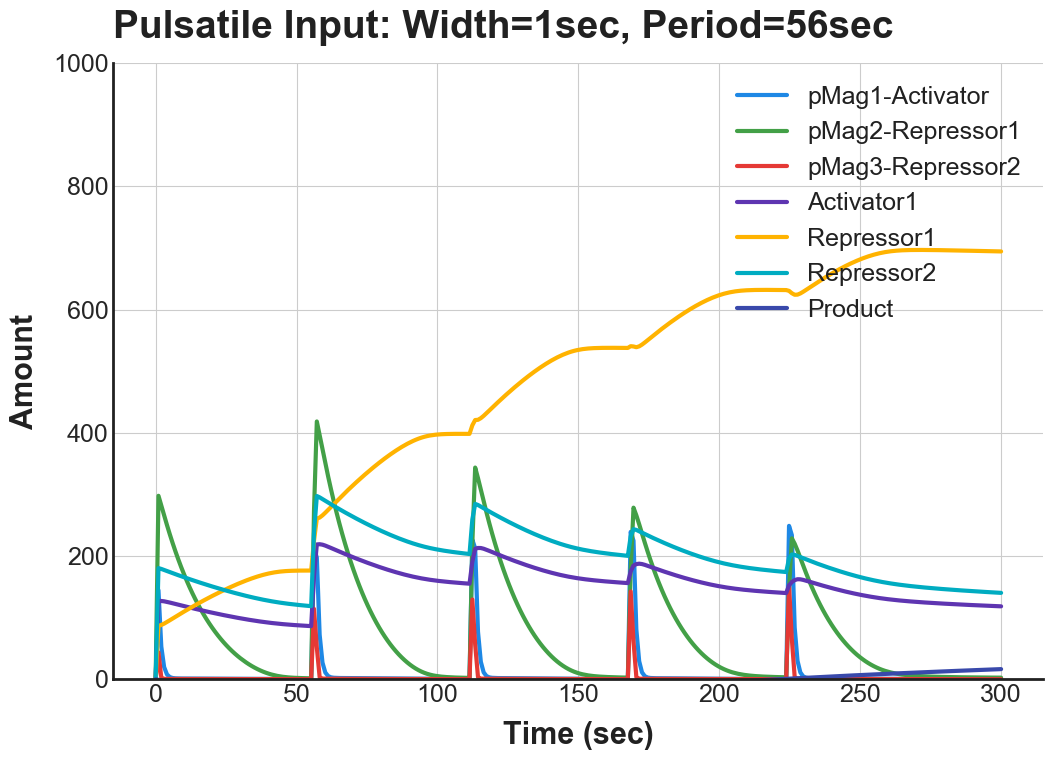 Pulsatile Input: Width=1sec, Period=56sec
1000
800
600
400
200
0
Amount
pMag1-Activator
pMag2-Repressor1
pMag3-Repressor2
Activator1
Repressor1
Repressor2
Product
0 50 100 150 200 250 300
Time (sec)